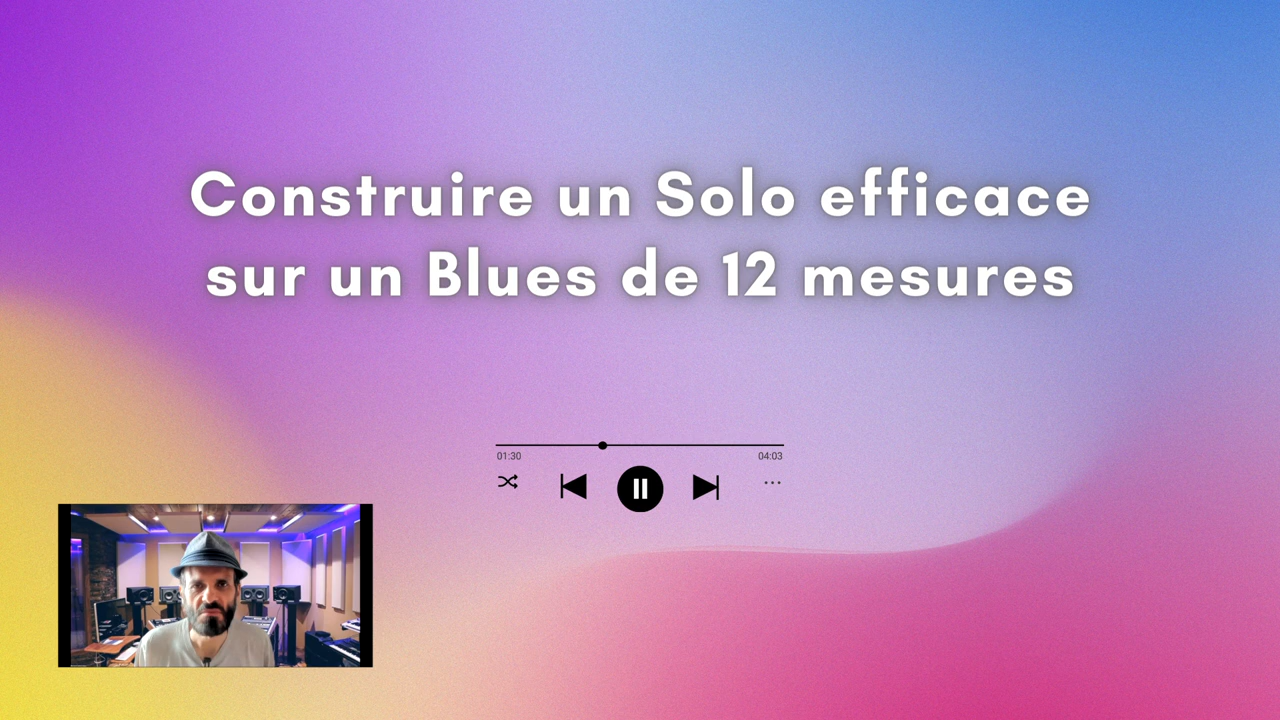 Construire un Solo efficace
sur un Blues de 12 mesures
01:30
04:03